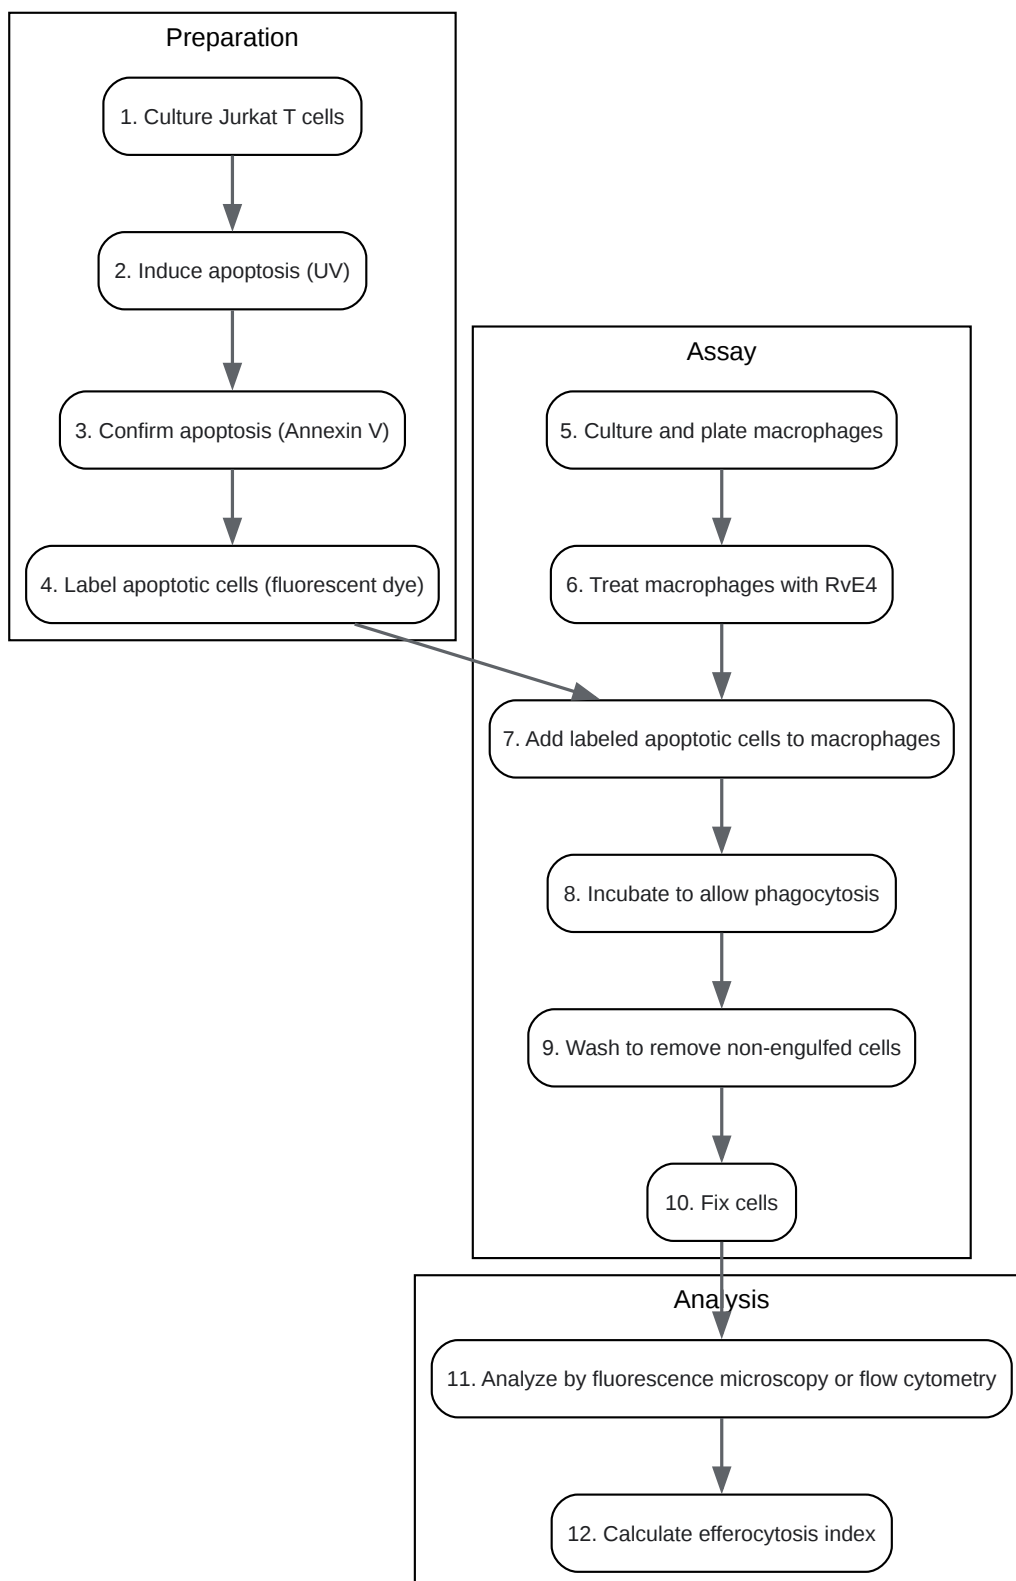 Preparation
1. Culture Jurkat T cells
2. Induce apoptosis (UV)
3. Confirm apoptosis (Annexin V)
4. Label apoptotic cells (fluorescent dye)
Assay
5. Culture and plate macrophages
6. Treat macrophages with RvE4
7. Add labeled apoptotic cells to macrophages
8. Incubate to allow phagocytosis
9. Wash to remove non-engulfed cells
10. Fix cells
Analysis
11. Analyze by fluorescence microscopy or flow cytometry
12. Calculate efferocytosis index